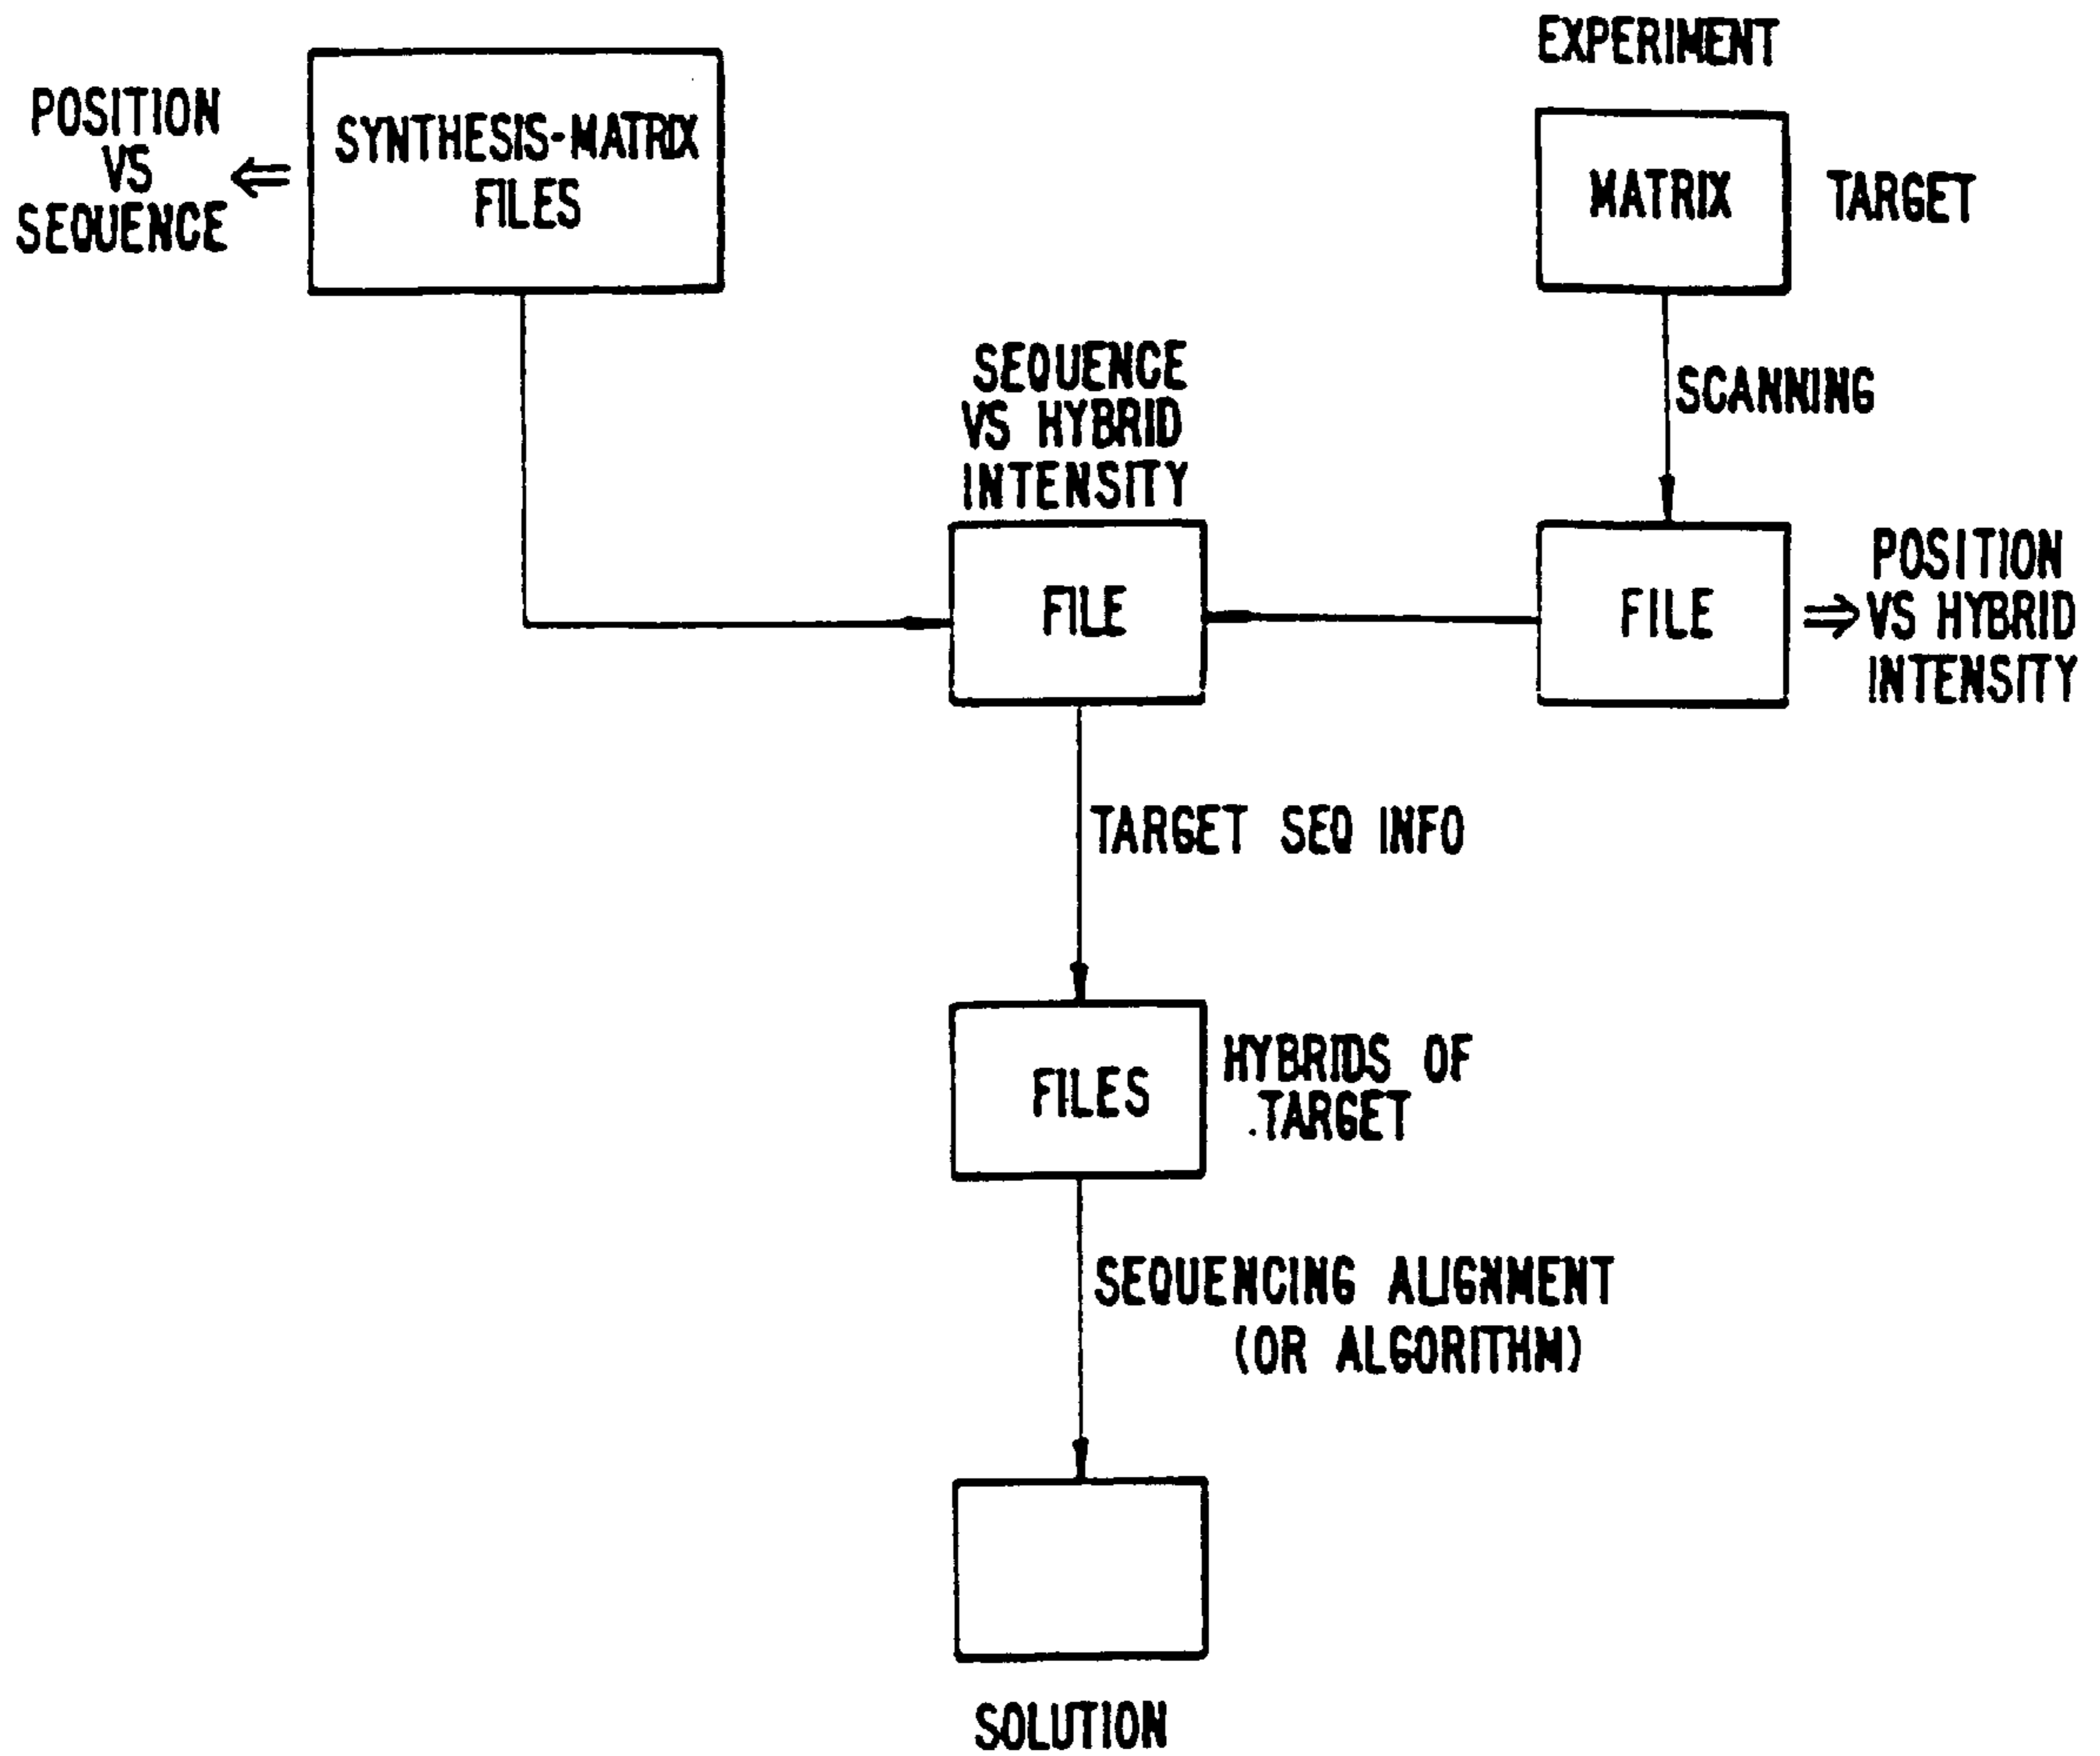 EXPERIMENT
POSITION
VS
SEQUENCE
SYNTHESIS-MATRIX
FILES
MATRIX
TARGET
SCANNING
SEQUENCE
VS HYBRID
INTENSITY
FILE
FILE
POSITION
VS HYBRID
INTENSITY
TARGET SEQ INFO
FILES
HYBRIDS OF
TARGET
SEQUENCING ALIGNMENT
(OR ALGORITHM)
SOLUTION